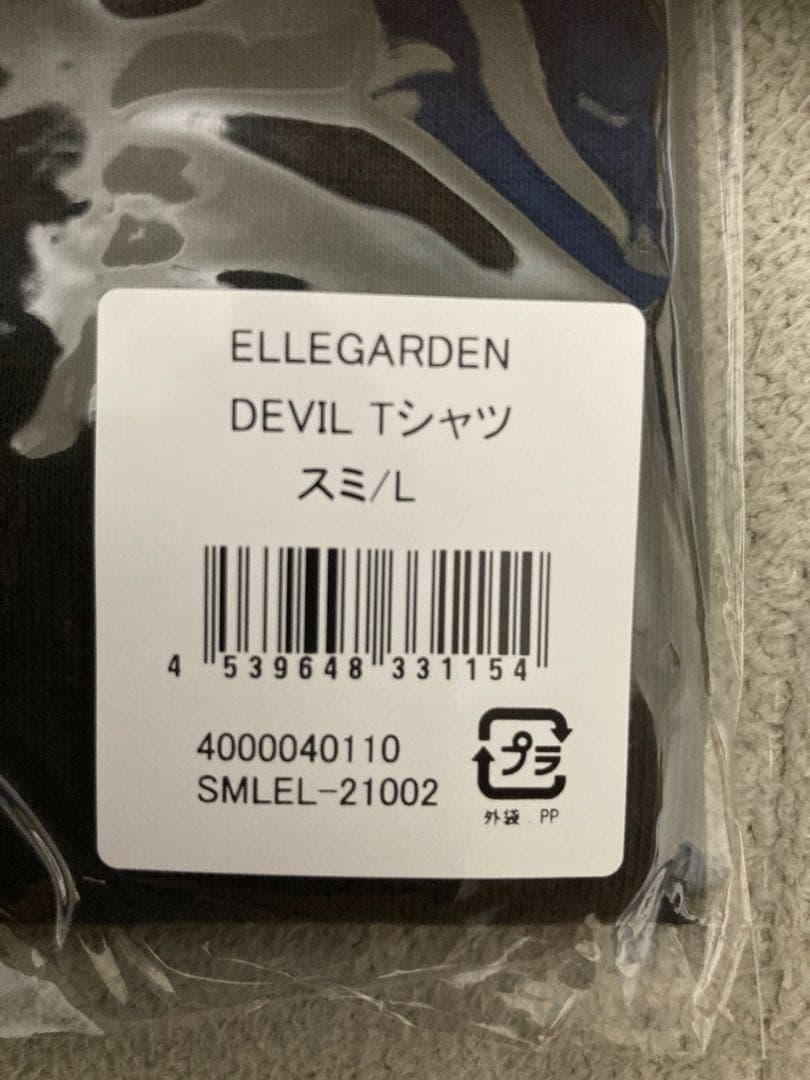 ELLEGARDEN
DEVIL Tシャツ
スミ/L
4 539648 331154
4000040110
SMLEL-21002
プラ
外袋 . PP